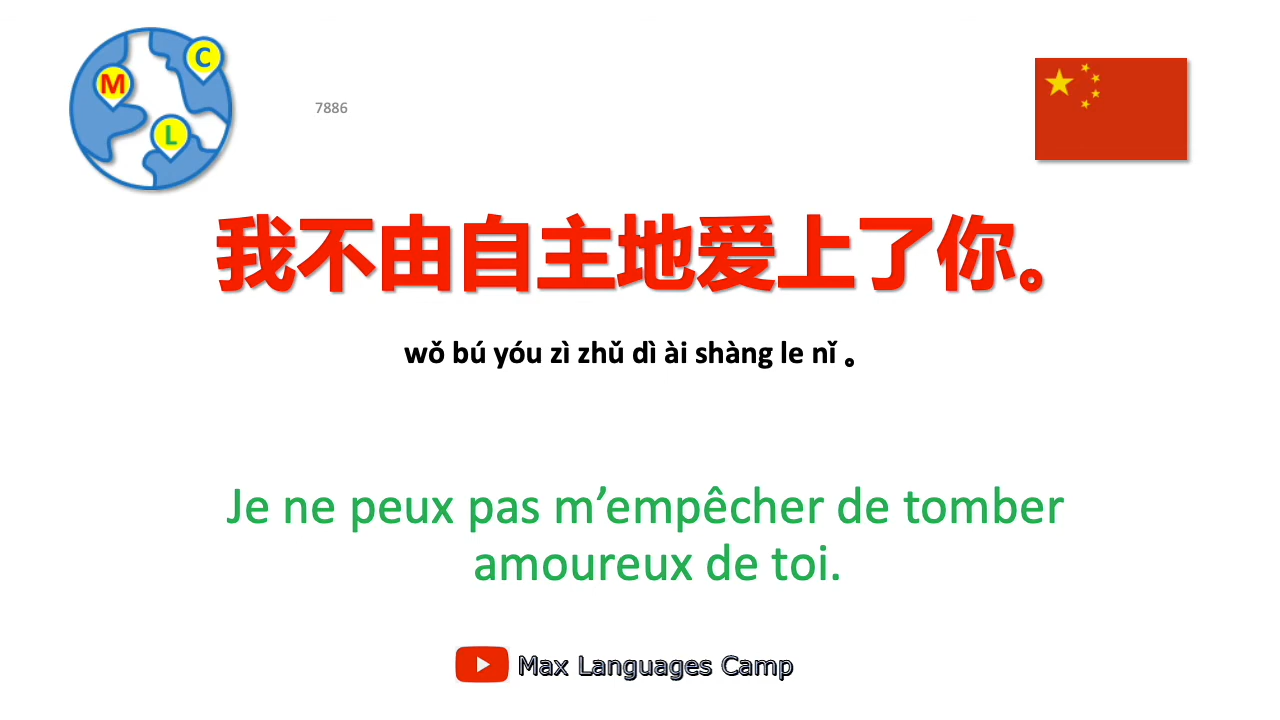 M
C
L
7886
我不由自主地爱上了你。
wǒ bú yóu zì zhǔ dì ài shàng le nǐ 。
Je ne peux pas m’empêcher de tomber
amoureux de toi.
Max Languages Camp